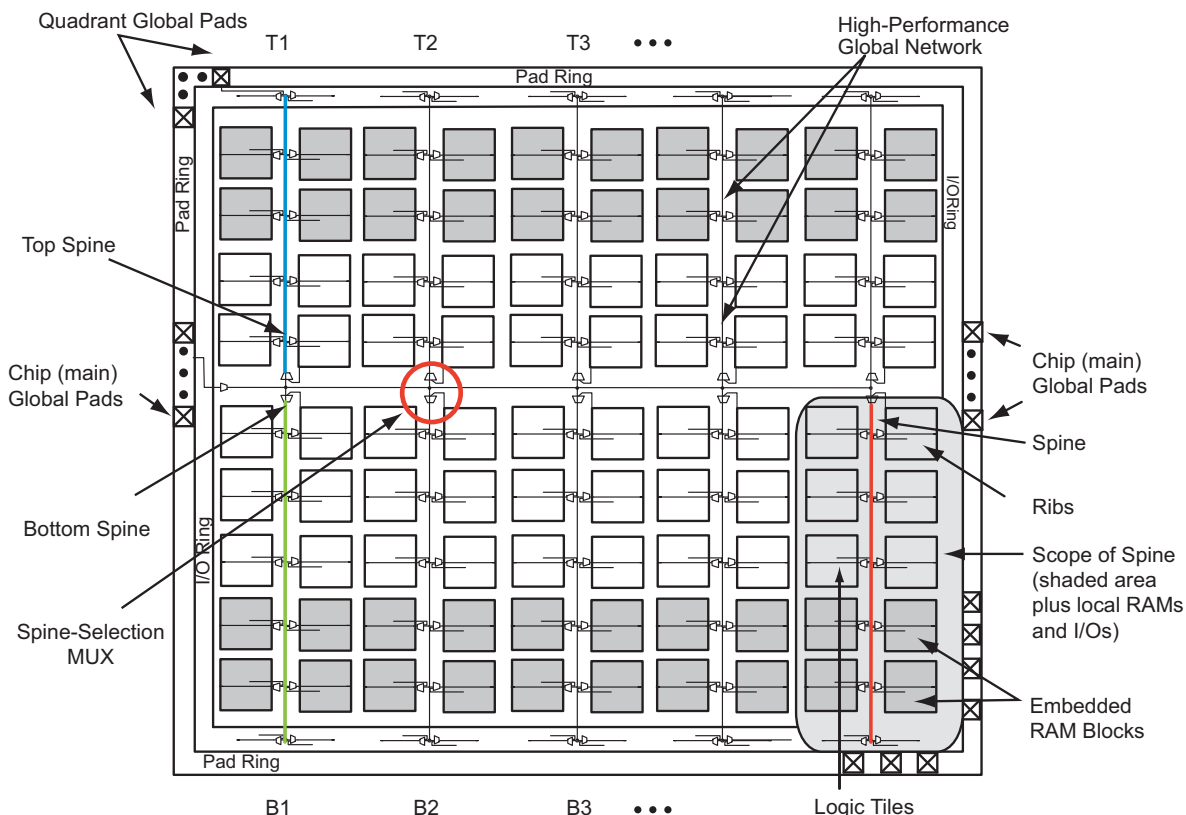 Quadrant Global Pads
T1
T2
T3
•••
High-Performance
Global Network
Pad Ring
Pad Ring
I/ORing
Top Spine
Chip (main)
Global Pads
Chip (main)
Global Pads
Spine
Bottom Spine
Ribs
I/O Ring
Scope of Spine
(shaded area
plus local RAMs
and I/Os)
Spine-Selection
MUX
Embedded
RAM Blocks
Pad Ring
B1
B2
B3
•••
Logic Tiles